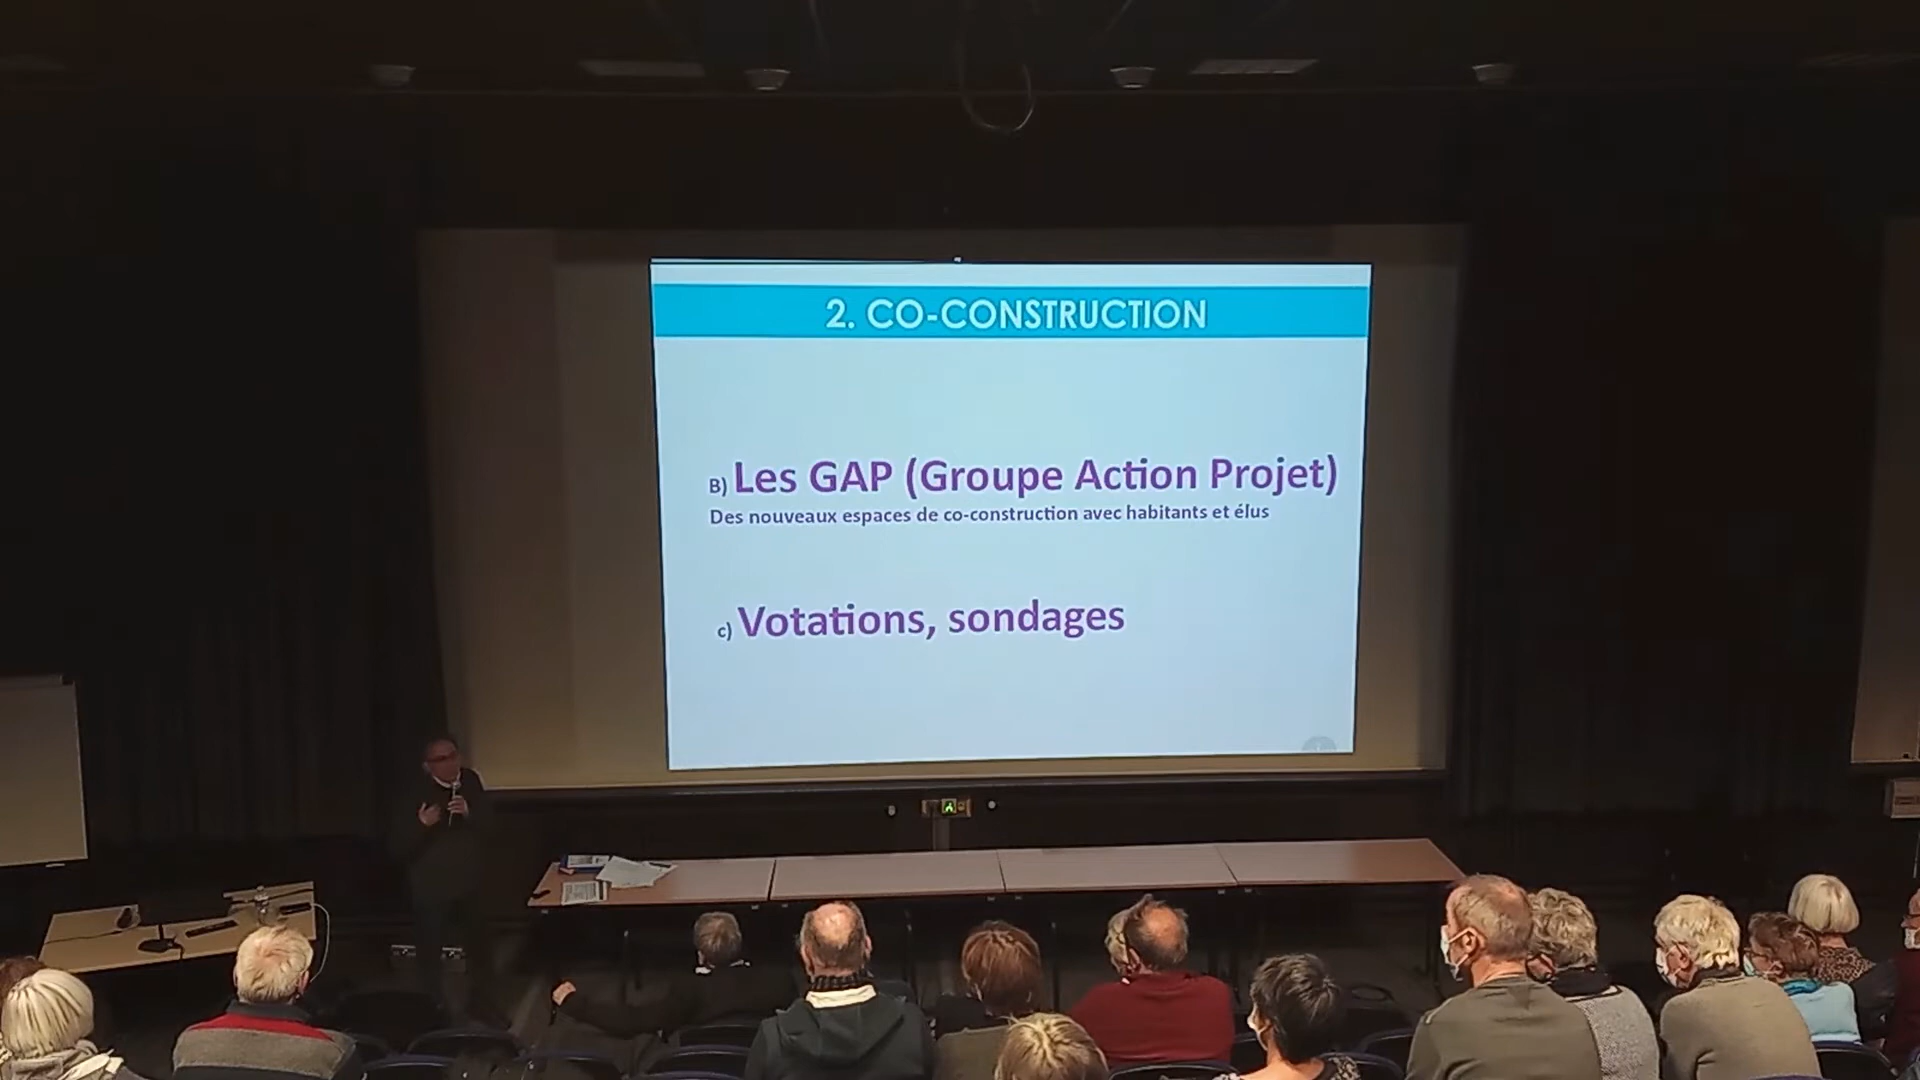 2. CO-CONSTRUCTION
B) Les GAP (Groupe Action Projet)
Des nouveaux espaces de co-construction avec habitants et élus
c) Votations, sondages